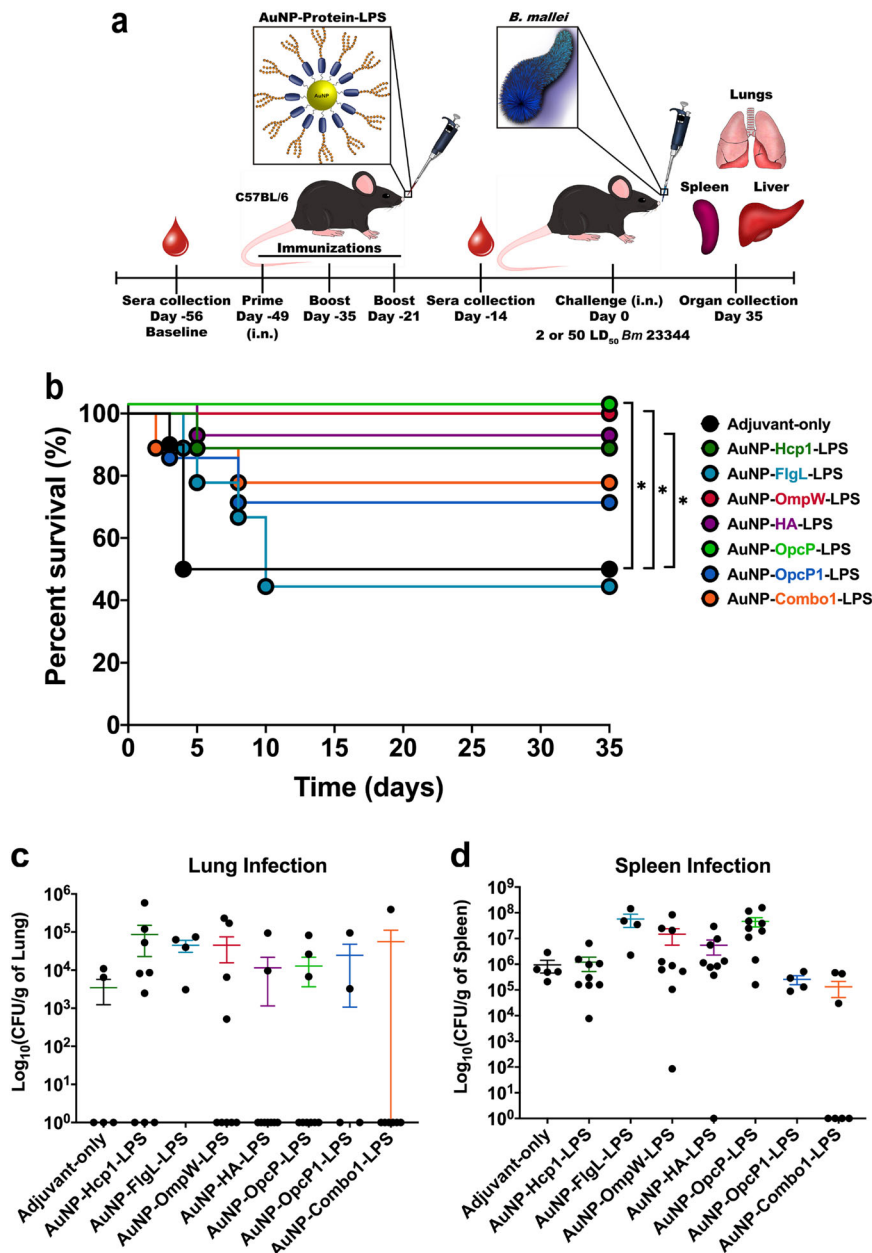 a
AuNP-Protein-LPS
B. mallei
AuNP
Lungs
C57BL/6
Spleen
Liver
Immunizations
Sera collection
Day -56
Baseline
Prime
Day -49
(i.n.)
Boost
Day -35
Boost
Day -21
Sera collection
Day -14
Challenge (i.n.)
Day 0
2 or 50 LD50 Bm 23344
Organ collection
Day 35
b
Percent survival (%)
100
80
60
40
20
0
0 5 10 15 20 25 30 35
Time (days)
*
*
*
Adjuvant-only
AuNP-Hcp1-LPS
AuNP-FlgL-LPS
AuNP-OmpW-LPS
AuNP-HA-LPS
AuNP-OpcP-LPS
AuNP-OpcP1-LPS
AuNP-Combo1-LPS
c
Lung Infection
Log10(CFU/g of Lung)
10^6
10^5
10^4
10^3
10^2
10^1
10^0
Adjuvant-only
AuNP-Hcp1-LPS
AuNP-FlgL-LPS
AuNP-OmpW-LPS
AuNP-HA-LPS
AuNP-OpcP-LPS
AuNP-OpcP1-LPS
AuNP-Combo1-LPS
d
Spleen Infection
Log10(CFU/g of Spleen)
10^9
10^8
10^7
10^6
10^5
10^4
10^3
10^2
10^1
10^0
Adjuvant-only
AuNP-Hcp1-LPS
AuNP-FlgL-LPS
AuNP-OmpW-LPS
AuNP-HA-LPS
AuNP-OpcP-LPS
AuNP-OpcP1-LPS
AuNP-Combo1-LPS